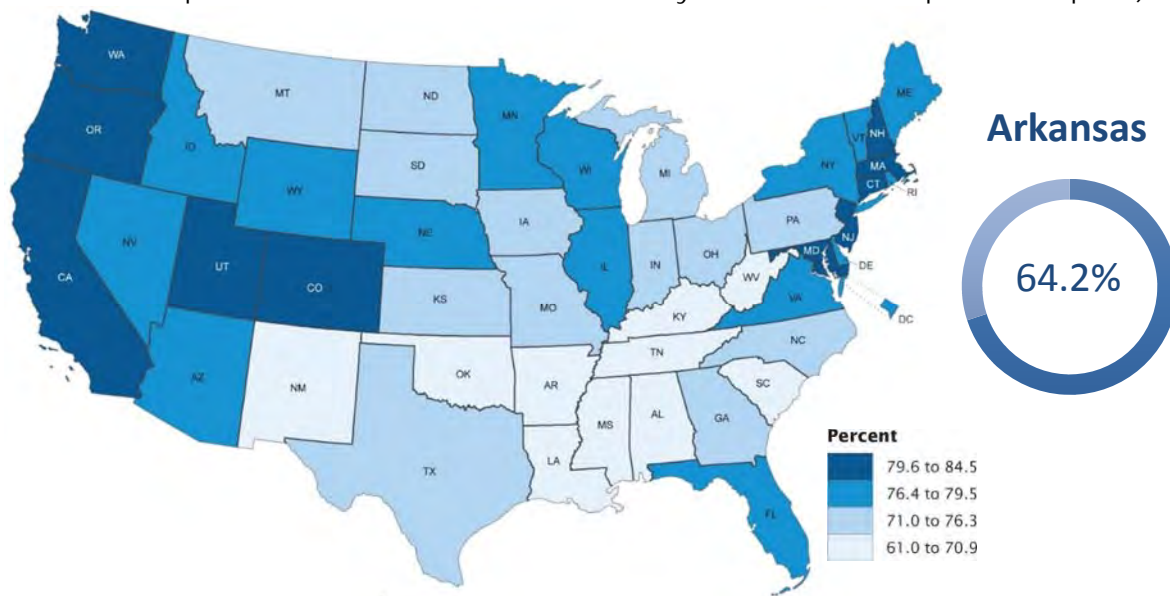 WA
MT
ND
MN
ME
OR
ID
SD
WI
VT
NH
Arkansas
NY
MA
WY
MI
CT
RI
IA
PA
NE
NV
NJ
OH
IL
IN
MD
UT
CO
DE
CA
WV
64.2%
KS
MO
VA
KY
DC
NC
TN
AZ
OK
NM
AR
SC
MS
AL
GA
Percent
LA
79.6 to 84.5
TX
76.4 to 79.5
FL
71.0 to 76.3
61.0 to 70.9